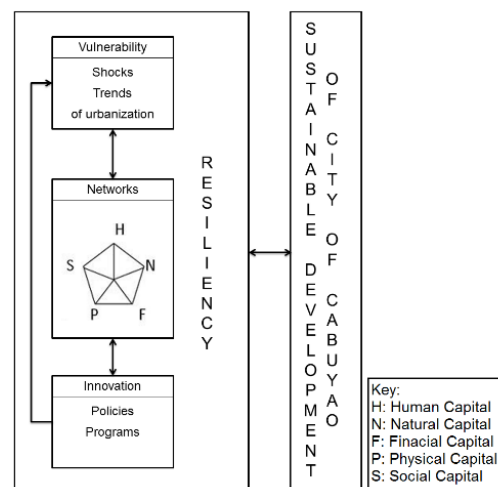 Vulnerability
Shocks
Trends
of urbanization
Networks
H
S
N
P
F
Innovation
Policies
Programs
RESILIENCY
SUSTAINABLE DEVELOPMENT
OF CITY OF CABUYAO
Key:
H: Human Capital
N: Natural Capital
F: Finacial Capital
P: Physical Capital
S: Social Capital